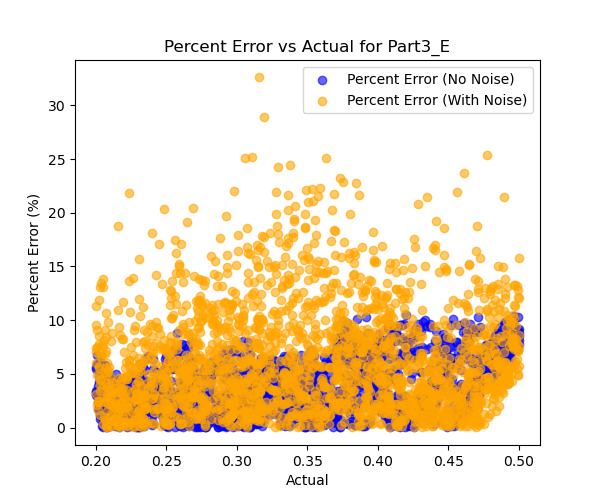 Percent Error vs Actual for Part3_E
Percent Error (No Noise)
Percent Error (With Noise)
30
25
20
15
10
5
0
Percent Error (%)
0.20 0.25 0.30 0.35 0.40 0.45 0.50
Actual